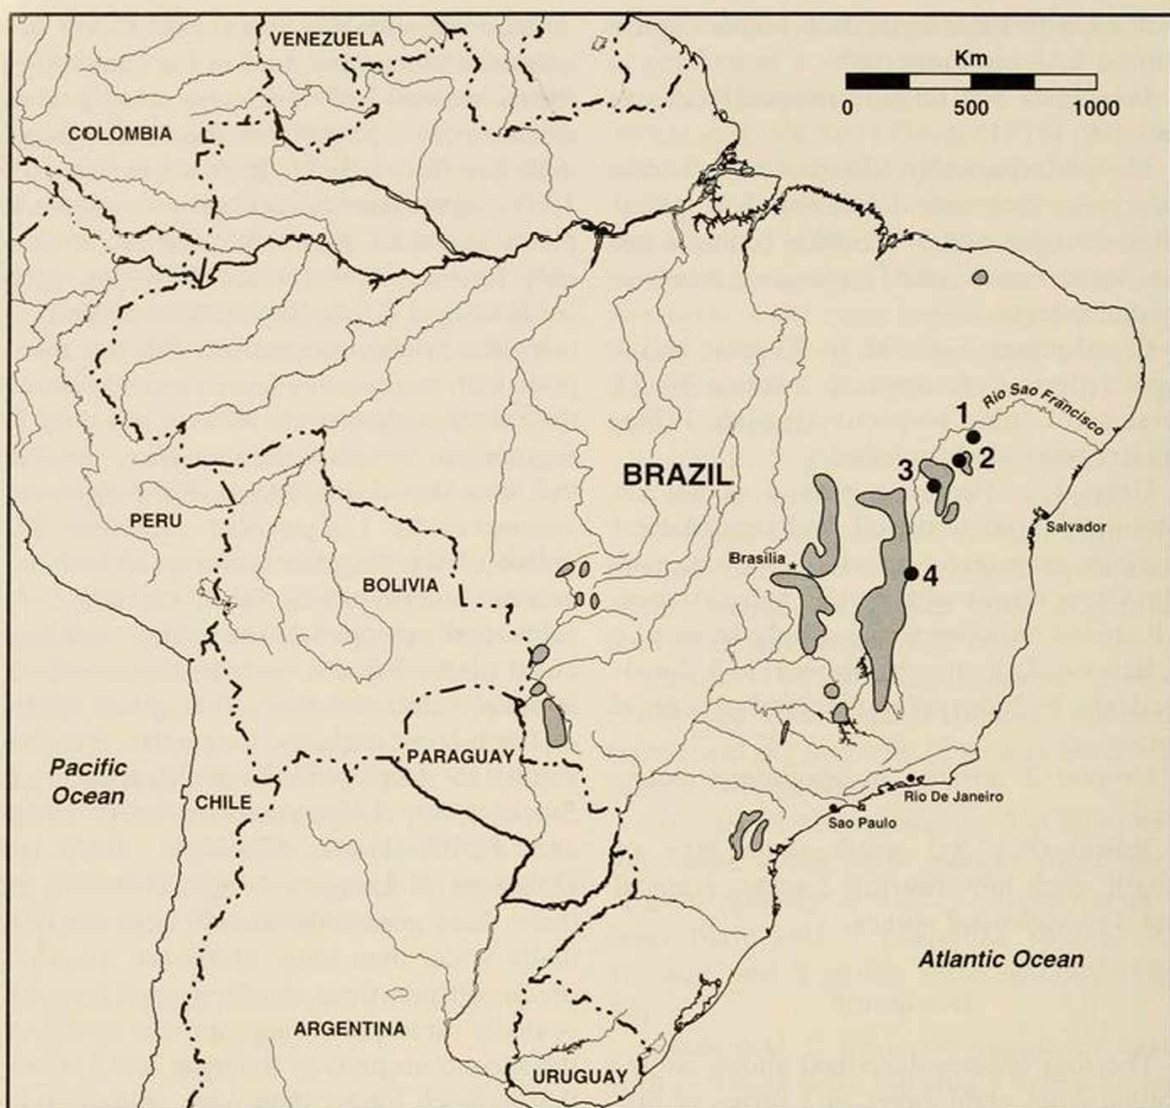 VENEZUELA
Km
0 500 1000
COLOMBIA
Rio Sao Francisco
1
2
3
BRAZIL
PERU
Salvador
Brasilia
4
BOLIVIA
PARAGUAY
Pacific
Ocean
CHILE
Rio De Janeiro
Sao Paulo
Atlantic Ocean
ARGENTINA
URUGUAY